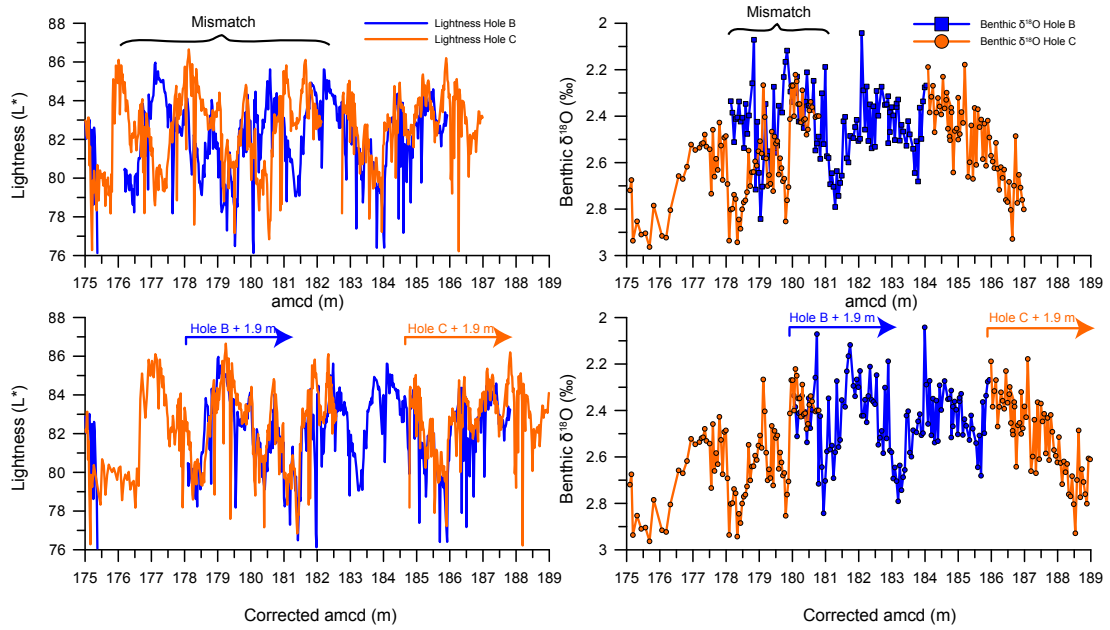 Mismatch
Lightness Hole B
Lightness Hole C
88
86
84
82
80
78
76
Lightness (L*)
175 176 177 178 179 180 181 182 183 184 185 186 187 188 189
amcd (m)
Mismatch
Benthic δ¹⁸O Hole B
Benthic δ¹⁸O Hole C
2
2.2
2.4
2.6
2.8
3
Benthic δ¹⁸O (‰)
175 176 177 178 179 180 181 182 183 184 185 186 187 188 189
amcd (m)
Hole B + 1.9 m
Hole C + 1.9 m
88
86
84
82
80
78
76
Lightness (L*)
175 176 177 178 179 180 181 182 183 184 185 186 187 188 189
Corrected amcd (m)
Hole B + 1.9 m
Hole C + 1.9 m
2
2.2
2.4
2.6
2.8
3
Benthic δ¹⁸O (‰)
175 176 177 178 179 180 181 182 183 184 185 186 187 188 189
Corrected amcd (m)